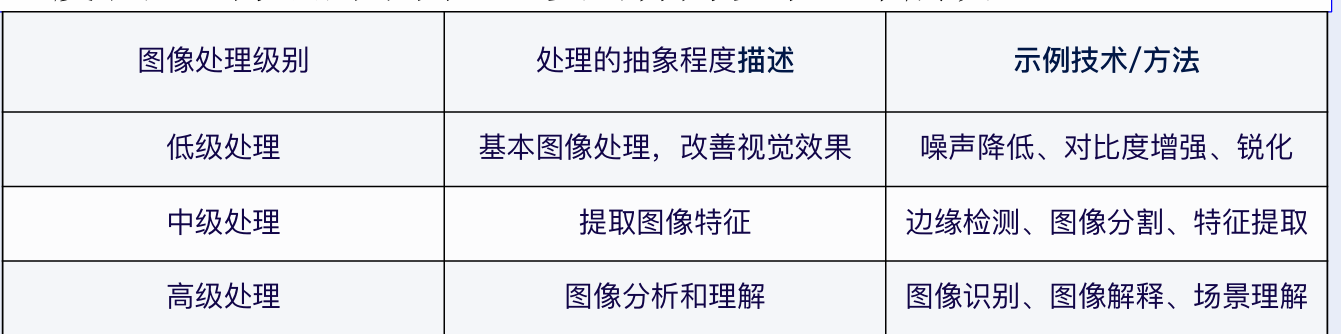 图像处理级别 处理的抽象程度描述 示例技术/方法
低级处理 基本图像处理，改善视觉效果 噪声降低、对比度增强、锐化
中级处理 提取图像特征 边缘检测、图像分割、特征提取
高级处理 图像分析和理解 图像识别、图像解释、场景理解